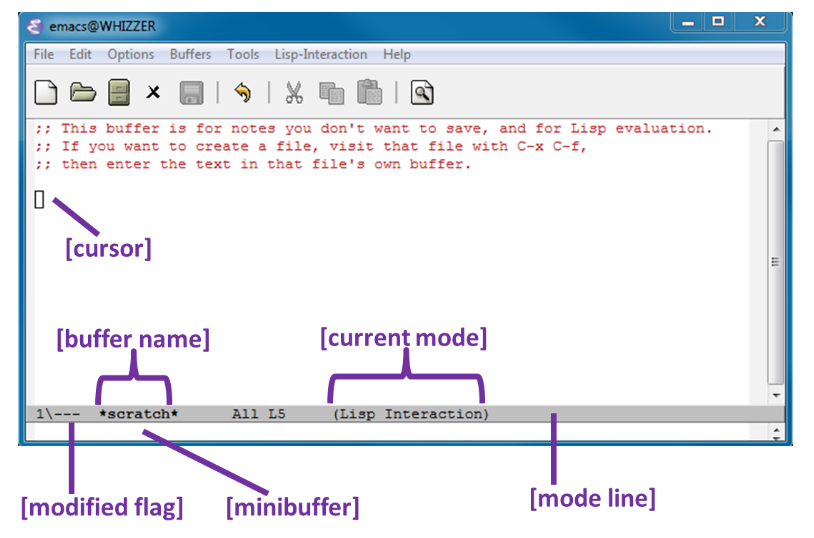 emacs@WHIZZER
File Edit Options Buffers Tools Lisp-Interaction Help
;; This buffer is for notes you don't want to save, and for Lisp evaluation.
;; If you want to create a file, visit that file with C-x C-f,
;; then enter the text in that file's own buffer.
[cursor]
[buffer name] [current mode]
1\--- *scratch* All L5 (Lisp Interaction)
[modified flag] [minibuffer] [mode line]